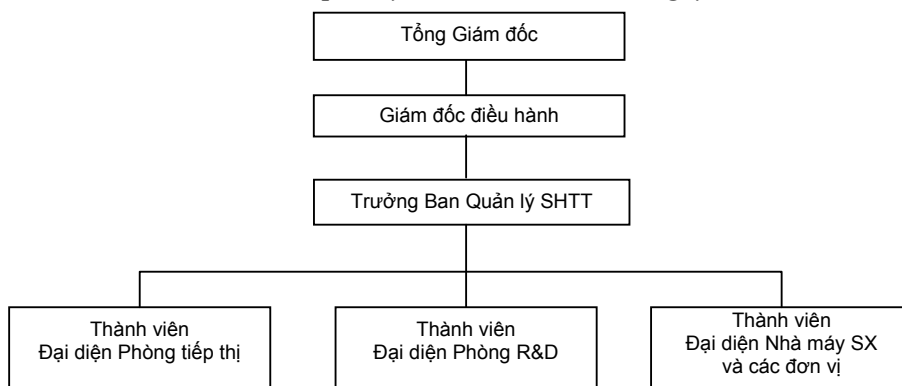 Tổng Giám đốc
Giám đốc điều hành
Trưởng Ban Quản lý SHTT
Thành viên
Đại diện Phòng tiếp thị
Thành viên
Đại diện Phòng R&D
Thành viên
Đại diện Nhà máy SX
và các đơn vị